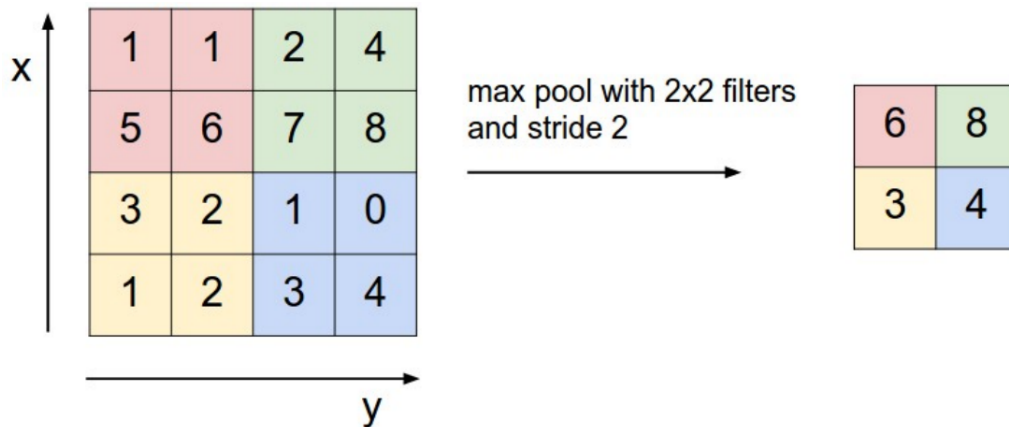 x
1 1 2 4
5 6 7 8
3 2 1 0
1 2 3 4
y
max pool with 2x2 filters
and stride 2
6 8
3 4